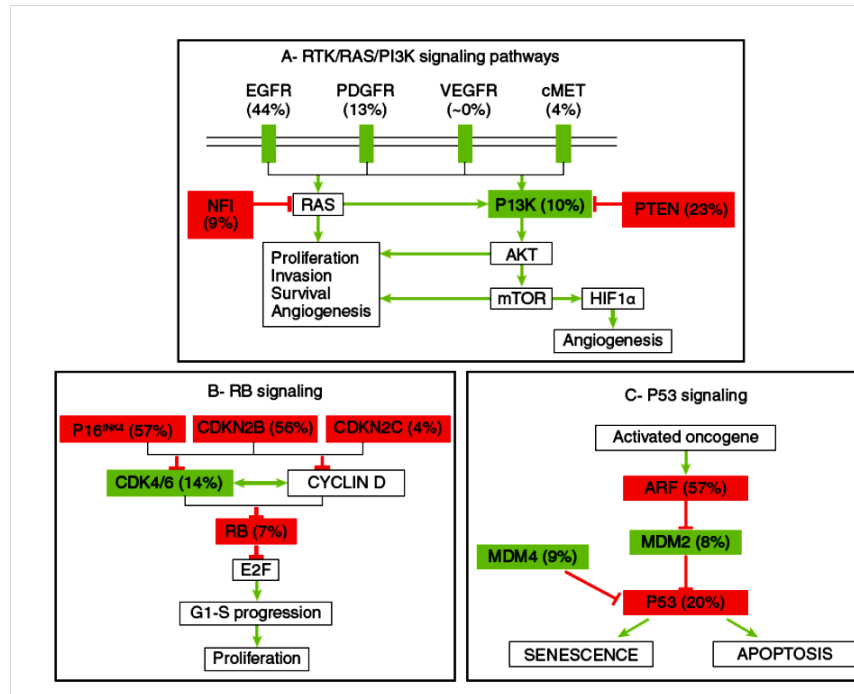 A- RTK/RAS/PI3K signaling pathways
EGFR
(44%)
PDGFR
(13%)
VEGFR
(~0%)
cMET
(4%)
NFI
(9%)
RAS
P13K (10%)
PTEN (23%)
Proliferation
Invasion
Survival
Angiogenesis
AKT
mTOR
HIF1α
Angiogenesis
B- RB signaling
P16INK4 (57%)
CDKN2B (56%)
CDKN2C (4%)
CDK4/6 (14%)
CYCLIN D
RB (7%)
E2F
G1-S progression
Proliferation
C- P53 signaling
Activated oncogene
ARF (57%)
MDM2 (8%)
MDM4 (9%)
P53 (20%)
SENESCENCE
APOPTOSIS